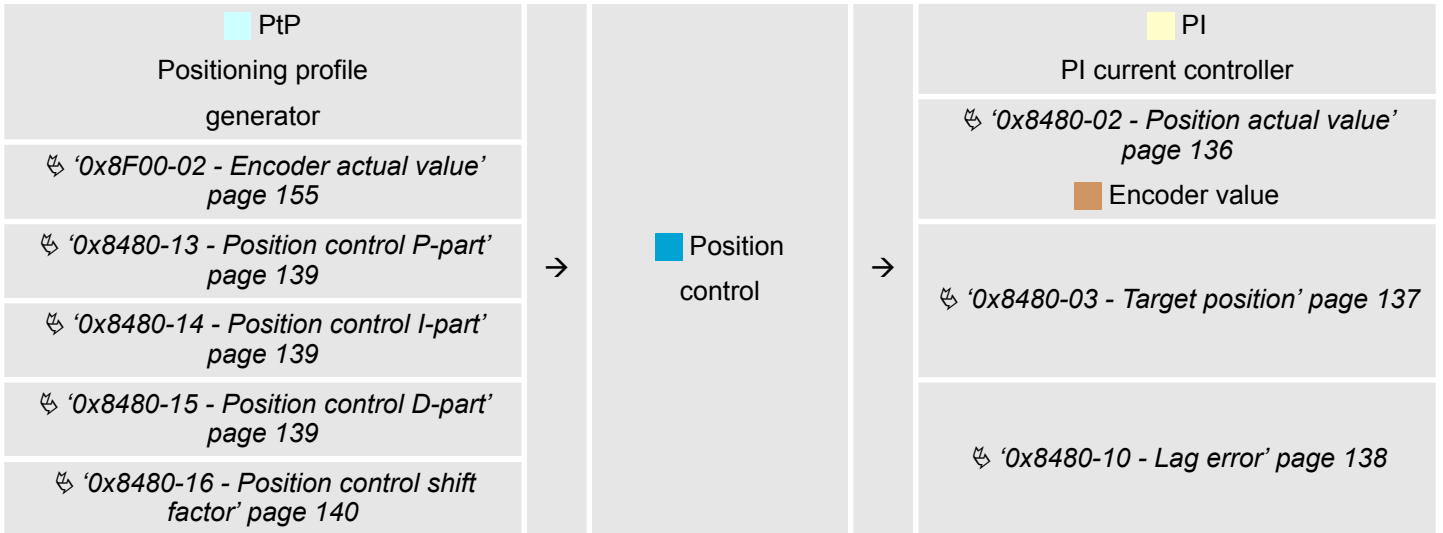 PtP
Positioning profile
generator
↳ ‘0x8F00-02 - Encoder actual value’
page 155
↳ ‘0x8480-13 - Position control P-part’
page 139
↳ ‘0x8480-14 - Position control I-part’
page 139
↳ ‘0x8480-15 - Position control D-part’
page 139
↳ ‘0x8480-16 - Position control shift
factor’ page 140
→
Position
control
→
PI
PI current controller
↳ ‘0x8480-02 - Position actual value’
page 136
Encoder value
↳ ‘0x8480-03 - Target position’ page 137
↳ ‘0x8480-10 - Lag error’ page 138